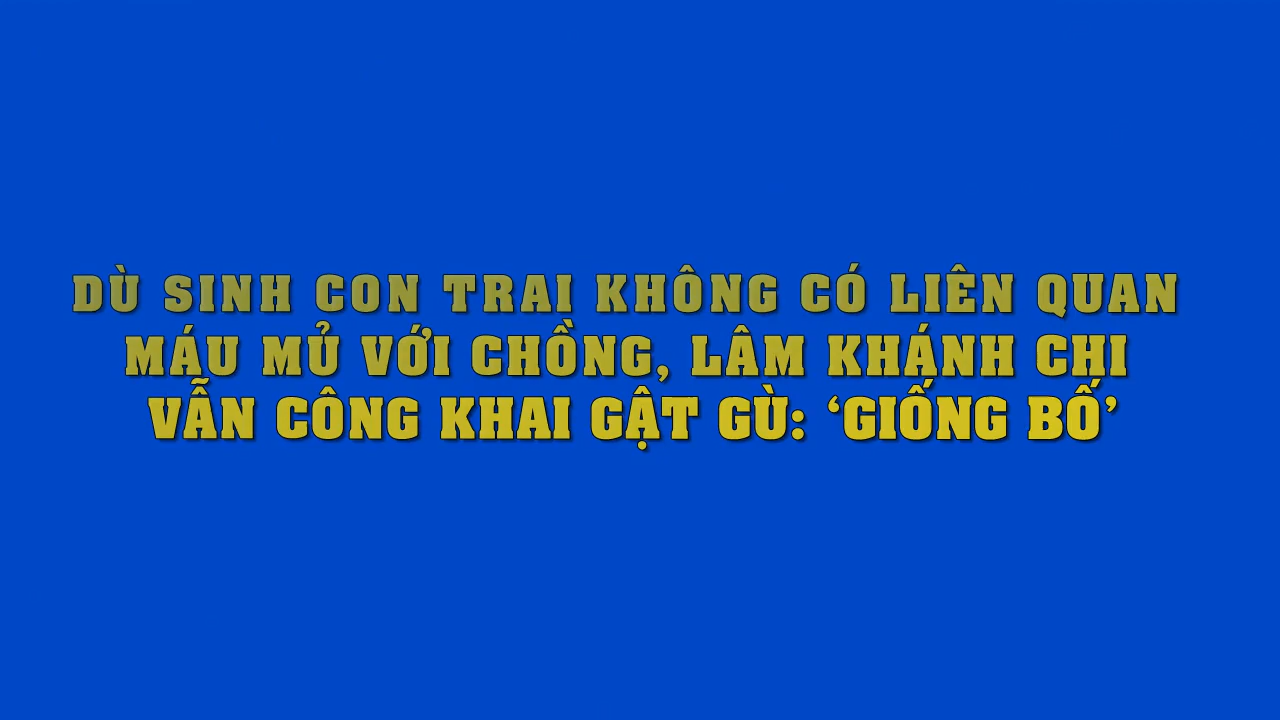 DÙ SINH CON TRAI KHÔNG CÓ LIÊN QUAN
MÁU MỦ VỚI CHỒNG, LÂM KHÁNH CHI
VẪN CÔNG KHAI GẬT GÙ: ‘GIỐNG BỐ’